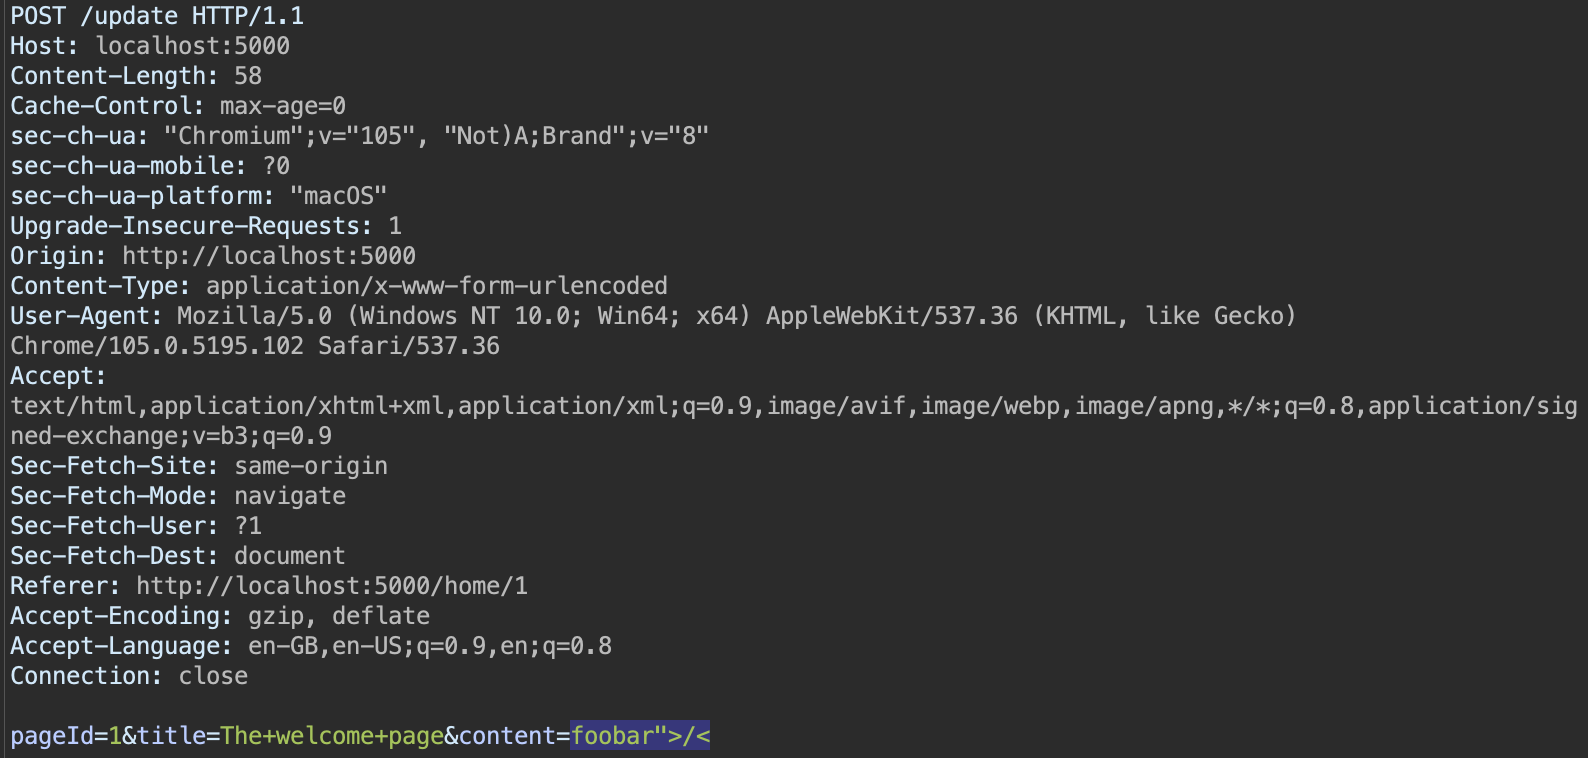 POST /update HTTP/1.1
Host: localhost:5000
Content-Length: 58
Cache-Control: max-age=0
sec-ch-ua: "Chromium";v="105", "Not)A;Brand";v="8"
sec-ch-ua-mobile: ?0
sec-ch-ua-platform: "macOS"
Upgrade-Insecure-Requests: 1
Origin: http://localhost:5000
Content-Type: application/x-www-form-urlencoded
User-Agent: Mozilla/5.0 (Windows NT 10.0; Win64; x64) AppleWebKit/537.36 (KHTML, like Gecko)
Chrome/105.0.5195.102 Safari/537.36
Accept:
text/html,application/xhtml+xml,application/xml;q=0.9,image/avif,image/webp,image/apng,*/*;q=0.8,application/sig
ned-exchange;v=b3;q=0.9
Sec-Fetch-Site: same-origin
Sec-Fetch-Mode: navigate
Sec-Fetch-User: ?1
Sec-Fetch-Dest: document
Referer: http://localhost:5000/home/1
Accept-Encoding: gzip, deflate
Accept-Language: en-GB,en-US;q=0.9,en;q=0.8
Connection: close
pageId=1&title=The+welcome+page&content=foobar">/<